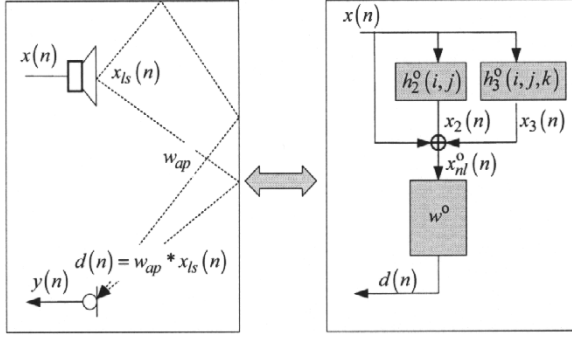 x(n)
x_ls(n)
w_ap
d(n) = w_ap * x_ls(n)
y(n)
x(n)
h_2^o(i, j)
h_3^o(i, j, k)
x_2(n)
x_3(n)
x_nl^o(n)
w^o
d(n)